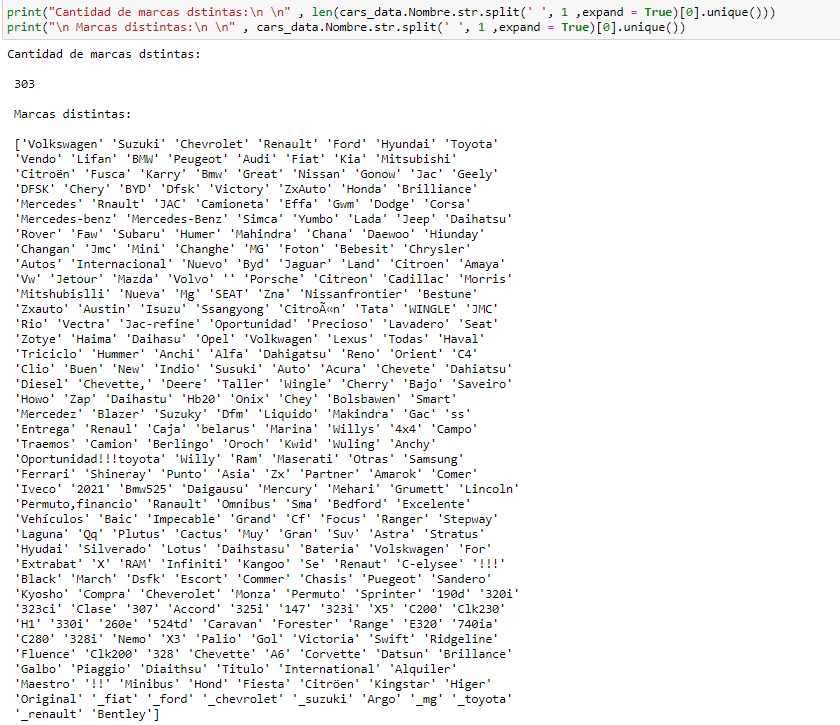 print("Cantidad de marcas dstintas:\n \n" , len(cars_data.Nombre.str.split(' ', 1 ,expand = True)[0].unique()))
print("\n Marcas distintas:\n \n" , cars_data.Nombre.str.split(' ', 1 ,expand = True)[0].unique())
Cantidad de marcas dstintas:
303
Marcas distintas:
['Volkswagen' 'Suzuki' 'Chevrolet' 'Renault' 'Ford' 'Hyundai' 'Toyota'
'Vendo' 'Lifan' 'BMW' 'Peugeot' 'Audi' 'Fiat' 'Kia' 'Mitsubishi'
'Citroën' 'Fusca' 'Karry' 'Bmw' 'Great' 'Nissan' 'Gonow' 'Jac' 'Geely'
'DFSK' 'Chery' 'BYD' 'Dfsk' 'Victory' 'ZxAuto' 'Honda' 'Brilliance'
'Mercedes' 'Rnault' 'JAC' 'Camioneta' 'Effa' 'Gwm' 'Dodge' 'Corsa'
'Mercedes-benz' 'Mercedes-Benz' 'Simca' 'Yumbo' 'Lada' 'Jeep' 'Daihatsu'
'Rover' 'Faw' 'Subaru' 'Humer' 'Mahindra' 'Chana' 'Daewoo' 'Hiunday'
'Changan' 'Jmc' 'Mini' 'Changhe' 'MG' 'Foton' 'Bebesit' 'Chrysler'
'Autos' 'Internacional' 'Nuevo' 'Byd' 'Jaguar' 'Land' 'Citroen' 'Amaya'
'Vw' 'Jetour' 'Mazda' 'Volvo' '' 'Porsche' 'Citreon' 'Cadillac' 'Morris'
'Mitshubislli' 'Nueva' 'Mg' 'SEAT' 'Zna' 'Nissanfrontier' 'Bestune'
'Zxauto' 'Austin' 'Isuzu' 'Ssangyong' 'CitroÃ«n' 'Tata' 'WINGLE' 'JMC'
'Rio' 'Vectra' 'Jac-refine' 'Oportunidad' 'Precioso' 'Lavadero' 'Seat'
'Zotye' 'Haima' 'Daihasu' 'Opel' 'Volkwagen' 'Lexus' 'Todas' 'Haval'
'Triciclo' 'Hummer' 'Anchi' 'Alfa' 'Dahigatsu' 'Reno' 'Orient' 'C4'
'Clio' 'Buen' 'New' 'Indio' 'Susuki' 'Auto' 'Acura' 'Chevete' 'Dahiatsu'
'Diesel' 'Chevette,' 'Deere' 'Taller' 'Wingle' 'Cherry' 'Bajo' 'Saveiro'
'Howo' 'Zap' 'Daihastu' 'Hb20' 'Onix' 'Chey' 'Bolsbawen' 'Smart'
'Mercedez' 'Blazer' 'Suzuky' 'Dfm' 'Liquido' 'Makindra' 'Gac' 'ss'
'Entrega' 'Renaul' 'Caja' 'belarus' 'Marina' 'Willys' '4x4' 'Campo'
'Traemos' 'Camion' 'Berlingo' 'Oroch' 'Kwid' 'Wuling' 'Anchy'
'Oportunidad!!!toyota' 'Willy' 'Ram' 'Maserati' 'Otras' 'Samsung'
'Ferrari' 'Shineray' 'Punto' 'Asia' 'Zx' 'Partner' 'Amarok' 'Comer'
'Iveco' '2021' 'Bmw525' 'Daigausu' 'Mercury' 'Mehari' 'Grumett' 'Lincoln'
'Permuto,financio' 'Ranault' 'Omnibus' 'Sma' 'Bedford' 'Excelente'
'Vehículos' 'Baic' 'Impecable' 'Grand' 'Cf' 'Focus' 'Ranger' 'Stepway'
'Laguna' 'Qq' 'Plutus' 'Cactus' 'Muy' 'Gran' 'Suv' 'Astra' 'Stratus'
'Hyudai' 'Silverado' 'Lotus' 'Daihstasu' 'Bateria' 'Volskwagen' 'For'
'Extrabat' 'X' 'RAM' 'Infiniti' 'Kangoo' 'Se' 'Renaut' 'C-elysee' '!!!'
'Black' 'March' 'Dsfk' 'Escort' 'Commer' 'Chasis' 'Puegeot' 'Sandero'
'Kyosho' 'Compra' 'Cheverolet' 'Monza' 'Permuto' 'Sprinter' '190d' '320i'
'323ci' 'Clase' '307' 'Accord' '325i' '147' '323i' 'X5' 'C200' 'Clk230'
'H1' '330i' '260e' '524td' 'Caravan' 'Forester' 'Range' 'E320' '740ia'
'C280' '328i' 'Nemo' 'X3' 'Palio' 'Gol' 'Victoria' 'Swift' 'Ridgeline'
'Fluence' 'Clk200' '328' 'Chevette' 'A6' 'Corvette' 'Datsun' 'Brillance'
'Galbo' 'Piaggio' 'Diaithsu' 'Titulo' 'International' 'Alquiler'
'Maestro' '!!' 'Minibus' 'Hond' 'Fiesta' 'Citröen' 'Kingstar' 'Higer'
'Original' '_fiat' '_ford' '_chevrolet' '_suzuki' 'Argo' '_mg' '_toyota'
'_renault' 'Bentley']